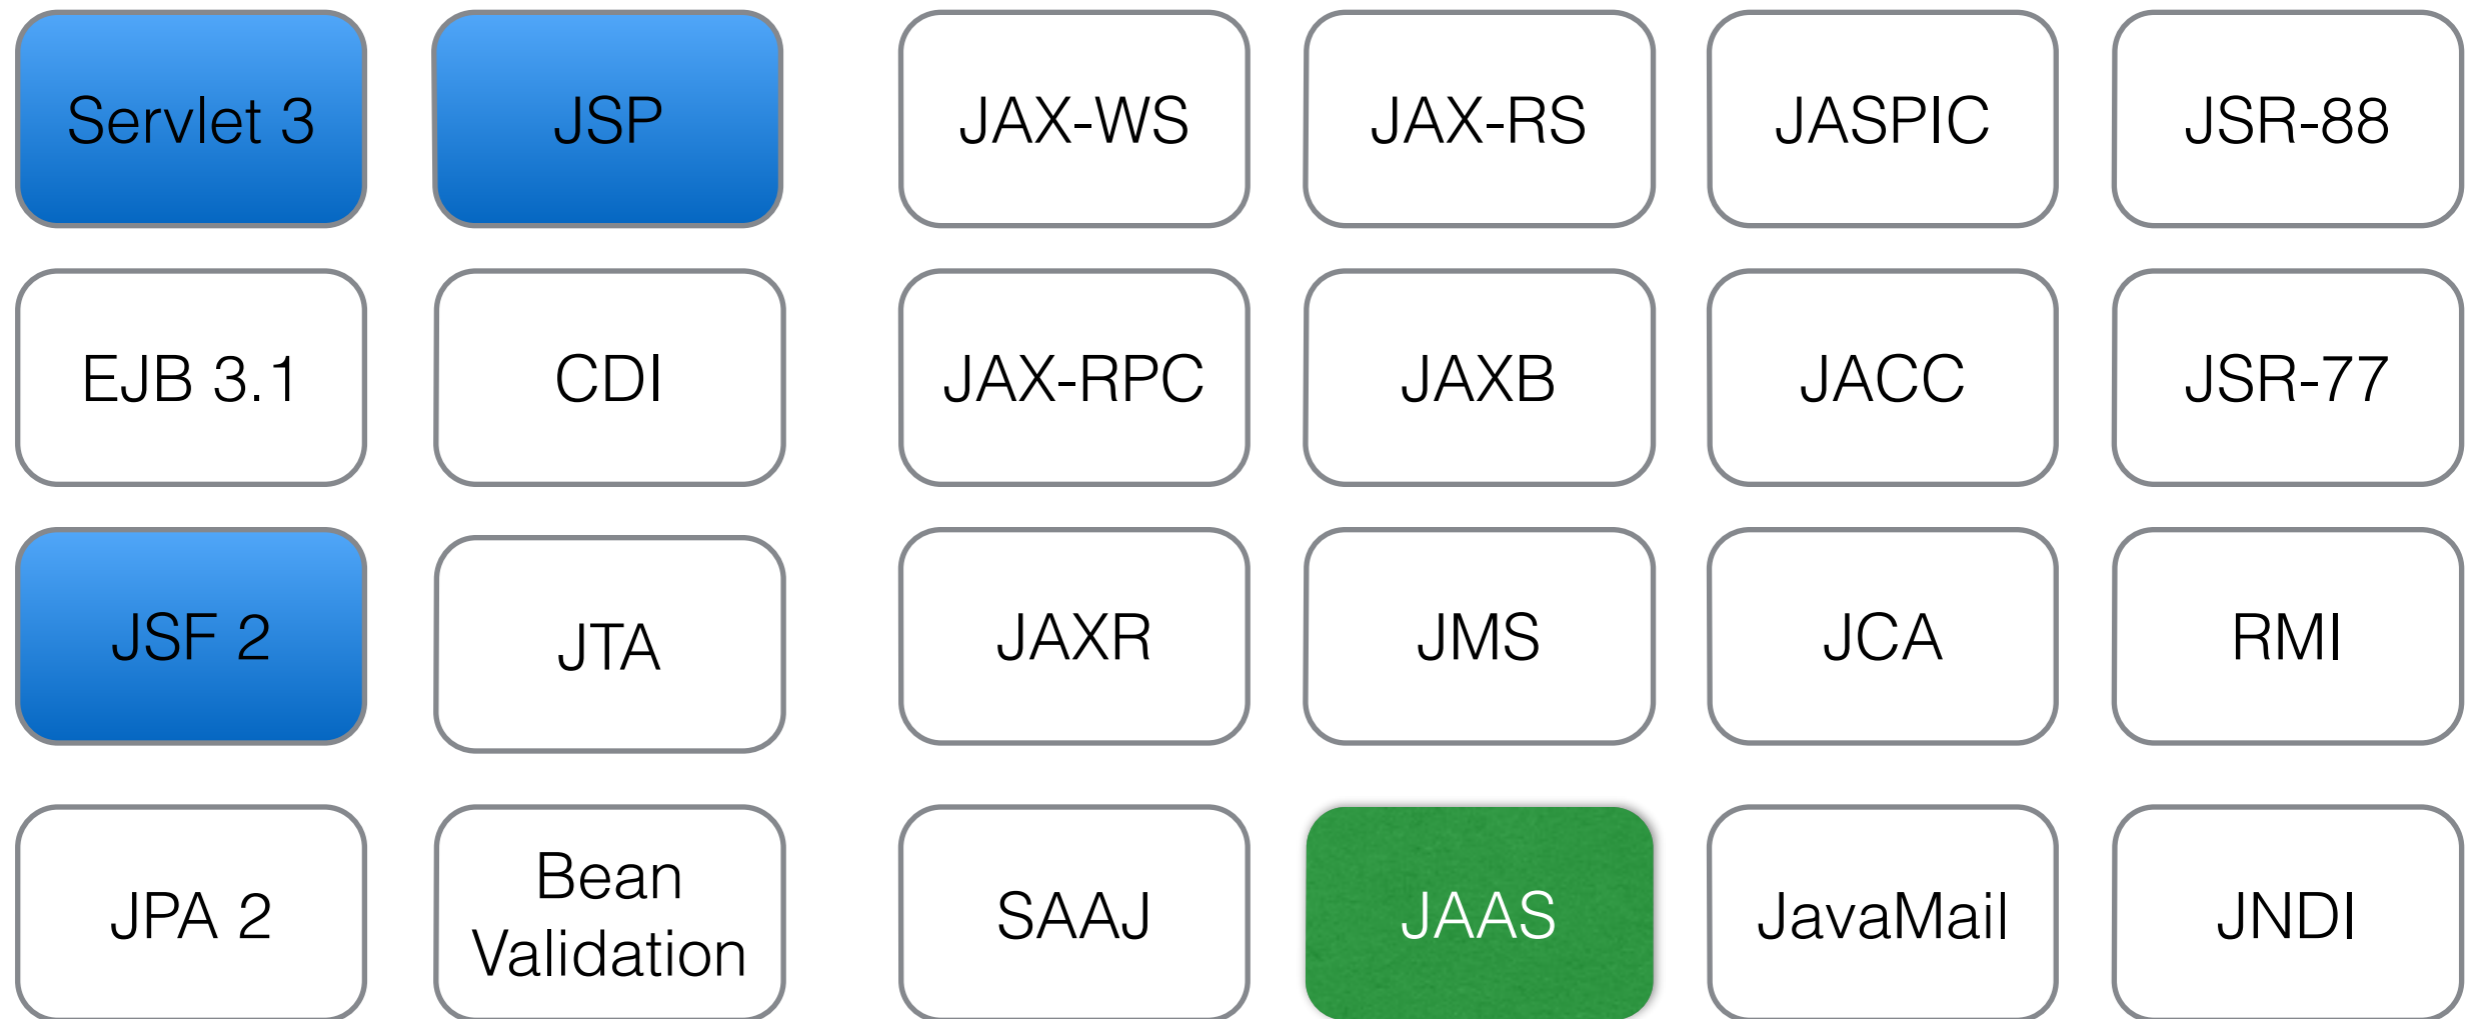 Servlet 3
JSP
JAX-WS
JAX-RS
JASPIC
JSR-88
EJB 3.1
CDI
JAX-RPC
JAXB
JACC
JSR-77
JSF 2
JTA
JAXR
JMS
JCA
RMI
JPA 2
Bean
Validation
SAAJ
JAAS
JavaMail
JNDI